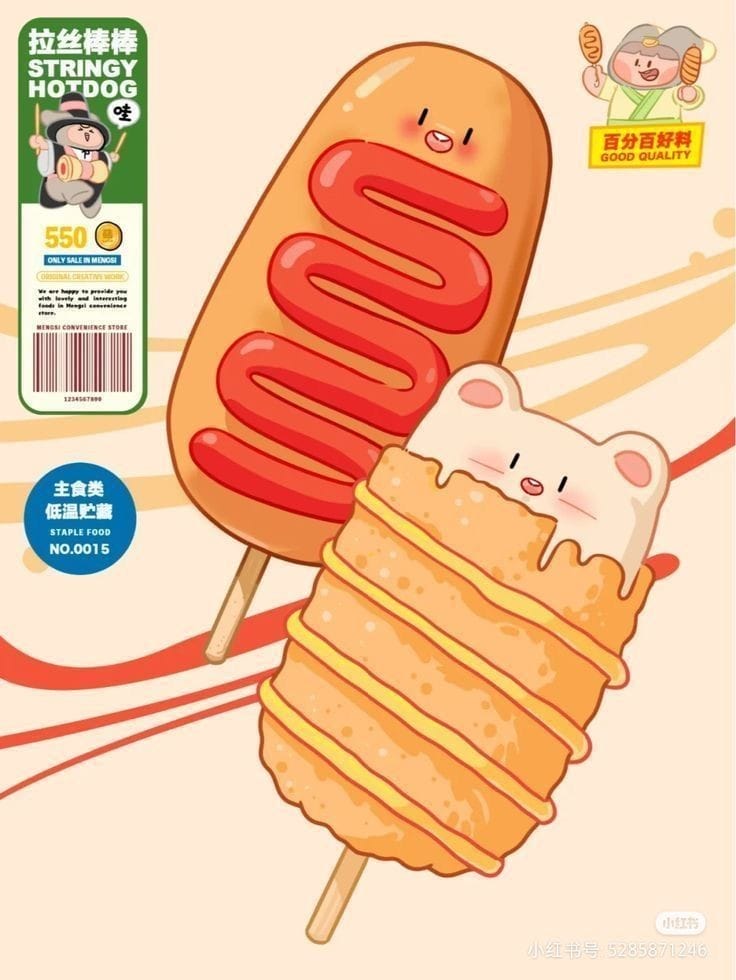 拉丝棒棒
STRINGY
HOTDOG
哇
550
ONLY SALE IN MENGSI
ORIGINAL CREATIVE WORK
We are happy to provide you
with lovely and interesting
foods in Mengsi convenience
store.
MENGSI CONVENIENCE STORE
1234567890
百分百好料
GOOD QUALITY
主食类
低温贮藏
STAPLE FOOD
NO.0015
小红书
小红书号: 5285871246